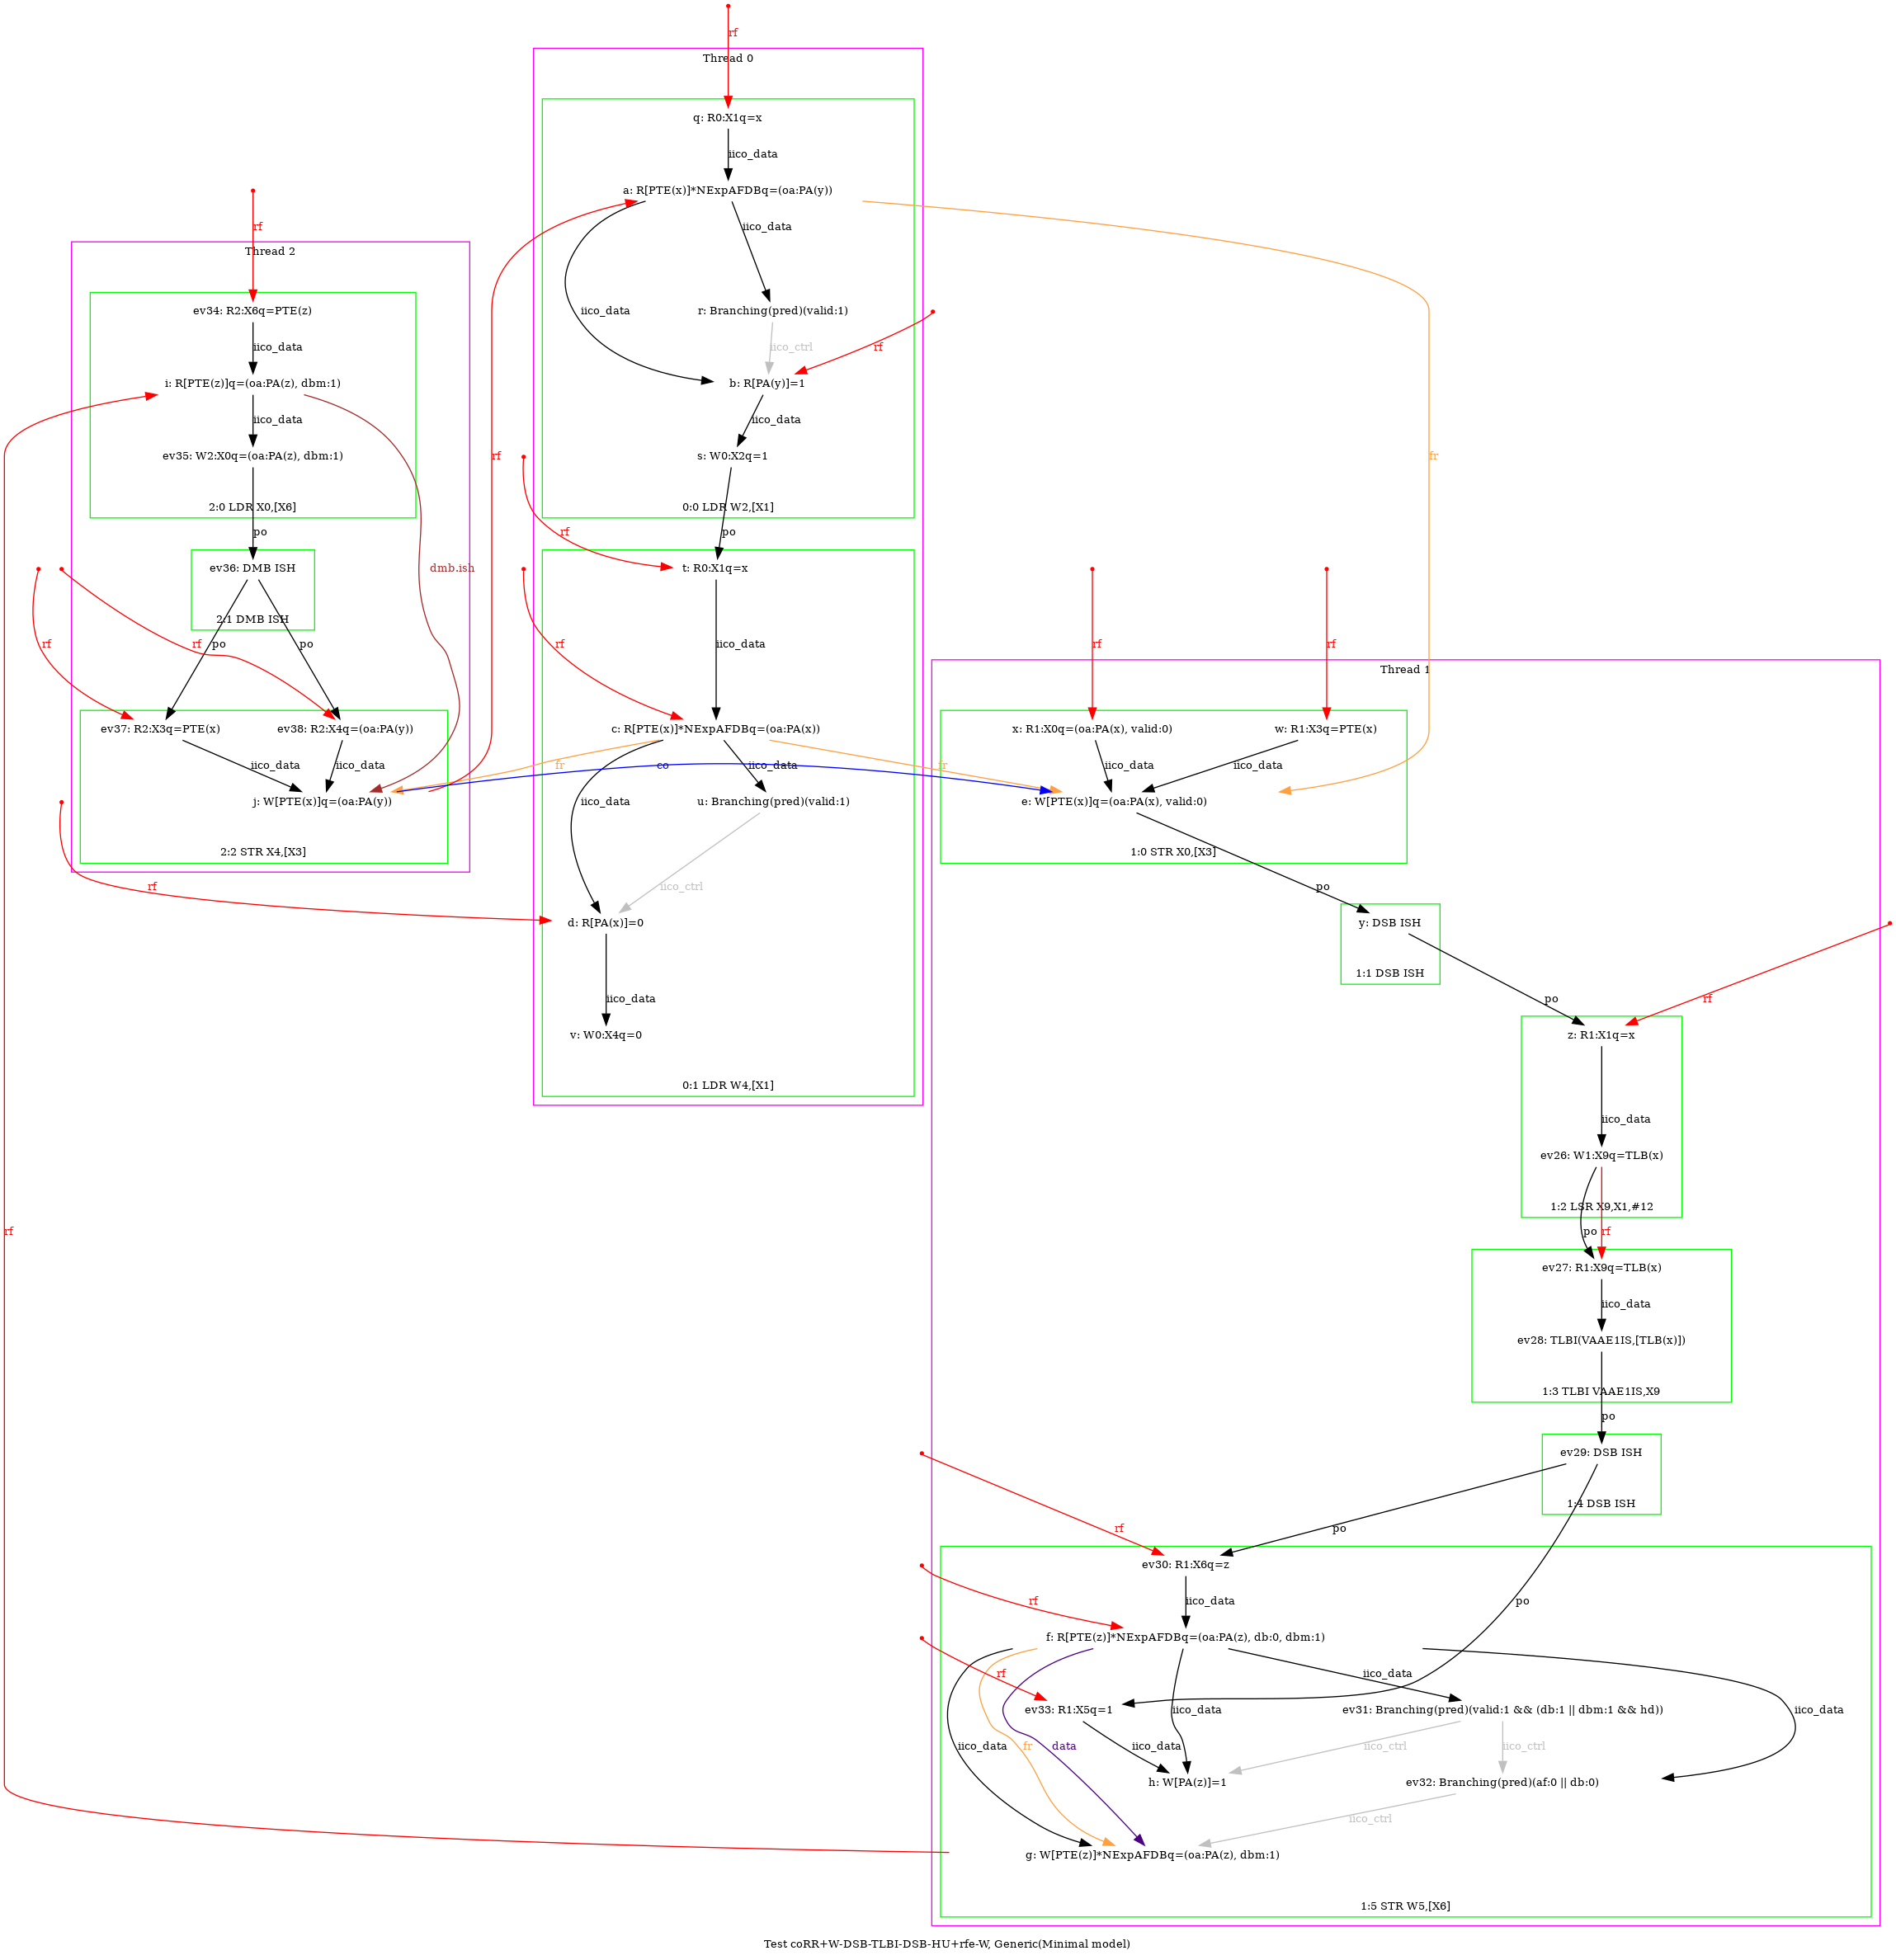 rf
Thread 0
q: R0:X1q=x
iico_data
a: R[PTE(x)]*NExpAFDBq=(oa:PA(y))
iico_data
r: Branching(pred)(valid:1)
iico_data
iico_ctrl
rf
b: R[PA(y)]=1
iico_data
s: W0:X2q=1
0:0 LDR W2,[X1]
po
rf
t: R0:X1q=x
rf
iico_data
c: R[PTE(x)]*NExpAFDBq=(oa:PA(x))
fr
iico_data
fr
co
iico_data
u: Branching(pred)(valid:1)
iico_ctrl
d: R[PA(x)]=0
iico_data
v: W0:X4q=0
0:1 LDR W4,[X1]
rf
Thread 2
ev34: R2:X6q=PTE(z)
iico_data
i: R[PTE(z)]q=(oa:PA(z), dbm:1)
iico_data
ev35: W2:X0q=(oa:PA(z), dbm:1)
rf
fr
2:0 LDR X0,[X6]
po
ev36: DMB ISH
dmb.ish
2:1 DMB ISH
rf
rf
po
po
ev37: R2:X3q=PTE(x)
ev38: R2:X4q=(oa:PA(y))
iico_data
iico_data
j: W[PTE(x)]q=(oa:PA(y))
2:2 STR X4,[X3]
rf
rf
rf
rf
Thread 1
x: R1:X0q=(oa:PA(x), valid:0)
w: R1:X3q=PTE(x)
iico_data
iico_data
e: W[PTE(x)]q=(oa:PA(x), valid:0)
1:0 STR X0,[X3]
po
y: DSB ISH
1:1 DSB ISH
po
rf
z: R1:X1q=x
iico_data
ev26: W1:X9q=TLB(x)
1:2 LSR X9,X1,#12
po
rf
ev27: R1:X9q=TLB(x)
iico_data
ev28: TLBI(VAAE1IS,[TLB(x)])
1:3 TLBI VAAE1IS,X9
po
ev29: DSB ISH
1:4 DSB ISH
rf
po
ev30: R1:X6q=z
rf
iico_data
po
f: R[PTE(z)]*NExpAFDBq=(oa:PA(z), db:0, dbm:1)
rf
iico_data
ev33: R1:X5q=1
iico_data
ev31: Branching(pred)(valid:1 && (db:1 || dbm:1 && hd))
iico_data
iico_data
fr
data
iico_data
iico_ctrl
iico_ctrl
h: W[PA(z)]=1
ev32: Branching(pred)(af:0 || db:0)
iico_ctrl
g: W[PTE(z)]*NExpAFDBq=(oa:PA(z), dbm:1)
1:5 STR W5,[X6]
Test coRR+W-DSB-TLBI-DSB-HU+rfe-W, Generic(Minimal model)